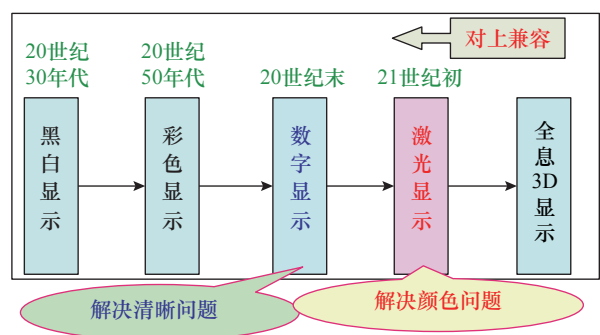 对上兼容
20世纪
30年代
20世纪
50年代
20世纪末
21世纪初
黑白显示
彩色显示
数字显示
激光显示
全息3D显示
解决清晰问题
解决颜色问题